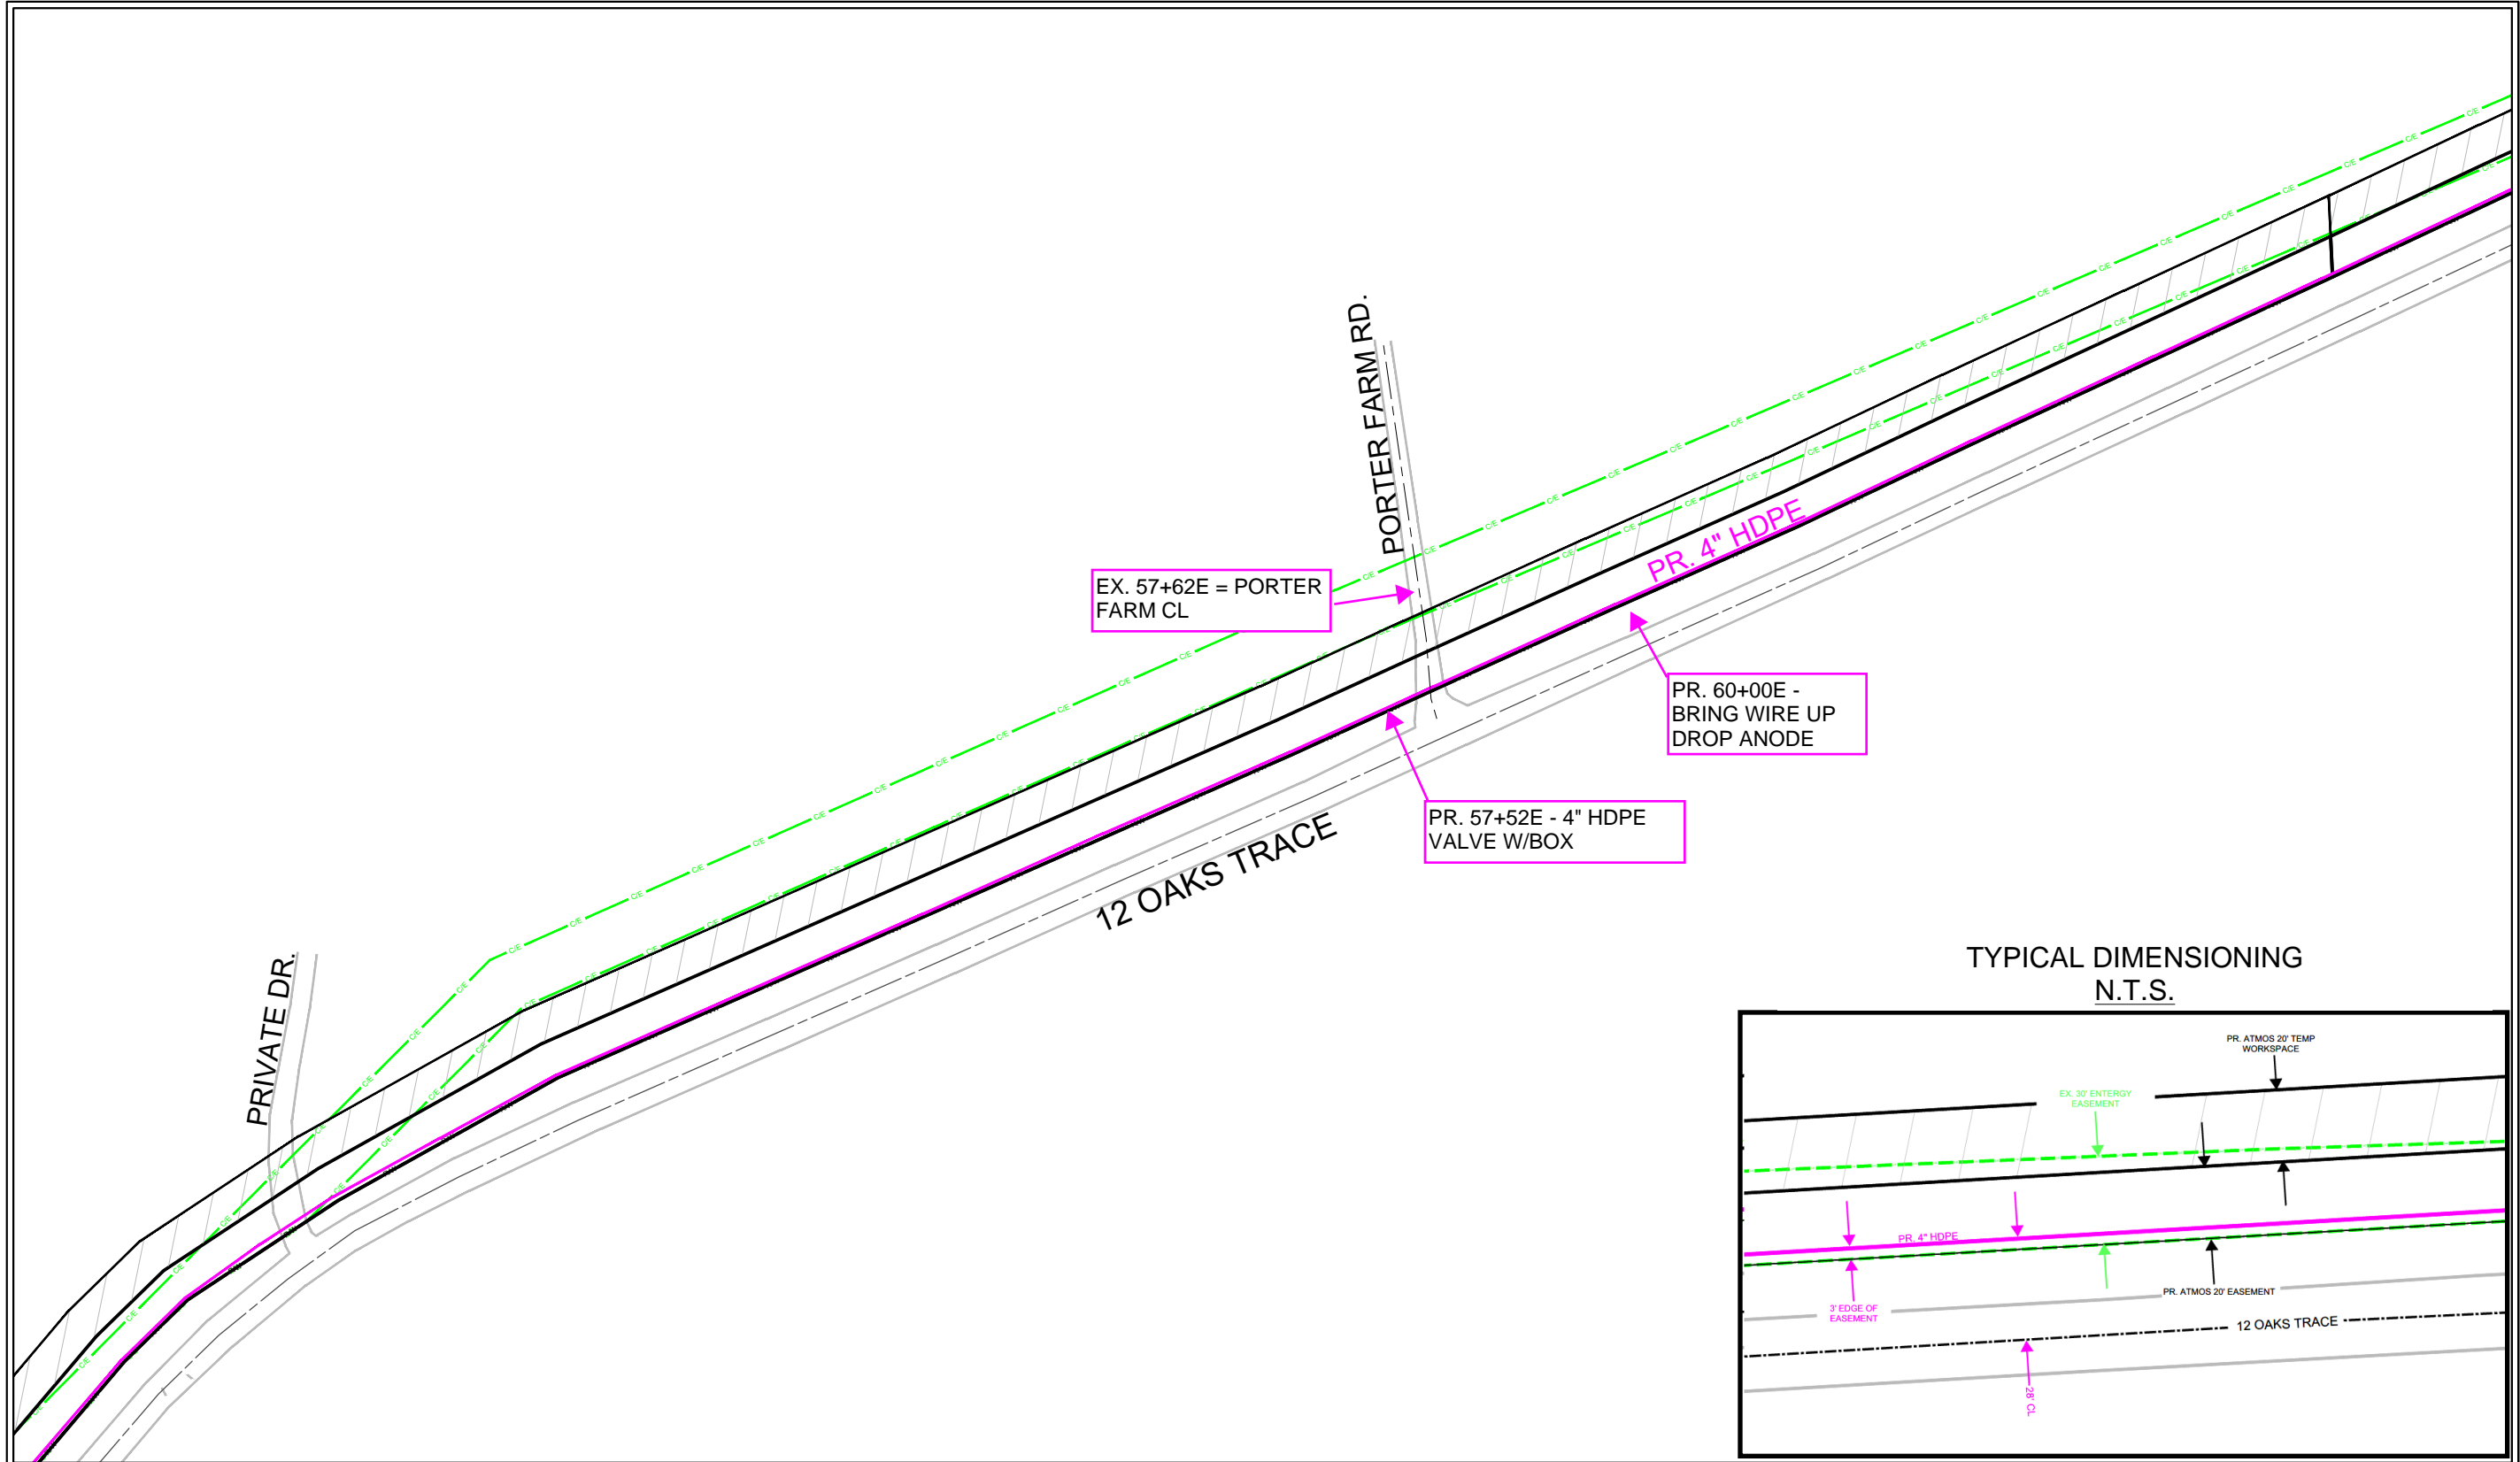 PORTER FARM RD.
EX. 57+62E = PORTER
FARM CL
PR. 4" HDPE
PR. 60+00E -
BRING WIRE UP
DROP ANODE
PR. 57+52E - 4" HDPE
VALVE W/BOX
12 OAKS TRACE
PRIVATE DR.
TYPICAL DIMENSIONING
N.T.S.
PR. ATMOS 20' TEMP
WORKSPACE
EX. 30' ENTERGY
EASEMENT
PR. 4" HDPE
3' EDGE OF
EASEMENT
PR. ATMOS 20' EASEMENT
12 OAKS TRACE
28' CL
C/E